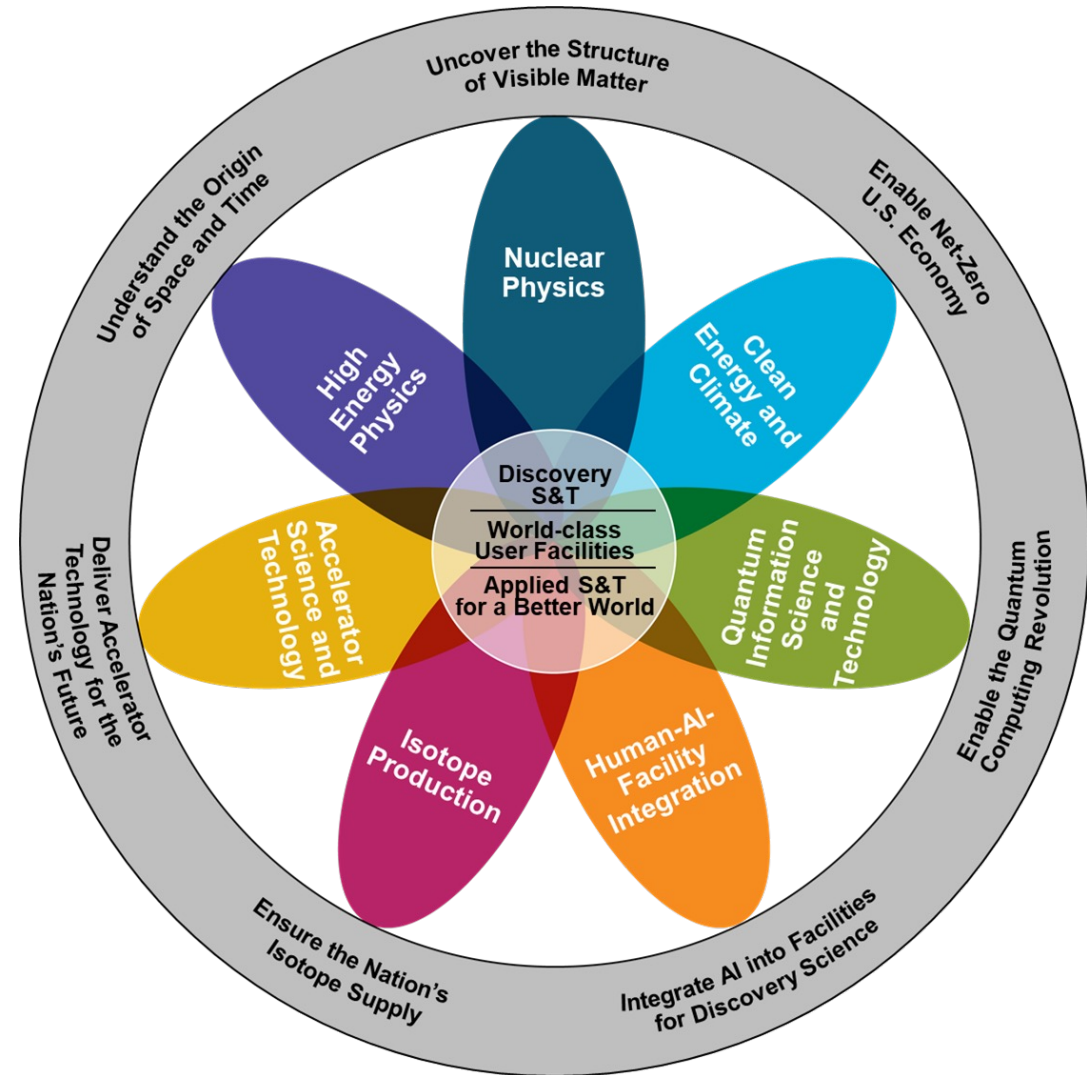 Uncover the Structure
of Visible Matter
Enable Net-Zero
U.S. Economy
Enable the Quantum
Computing Revolution
Integrate AI into Facilities
for Discovery Science
Ensure the Nation's
Isotope Supply
Deliver Accelerator
Technology for the
Nation's Future
Understand the Origin
of Space and Time
Nuclear
Physics
Clean
Energy and
Climate
Quantum
Information
Science
and
Technology
Human-AI-
Facility
Integration
Isotope
Production
Accelerator
Science and
Technology
High
Energy
Physics
Discovery
S&T
World-class
User Facilities
Applied S&T
for a Better World